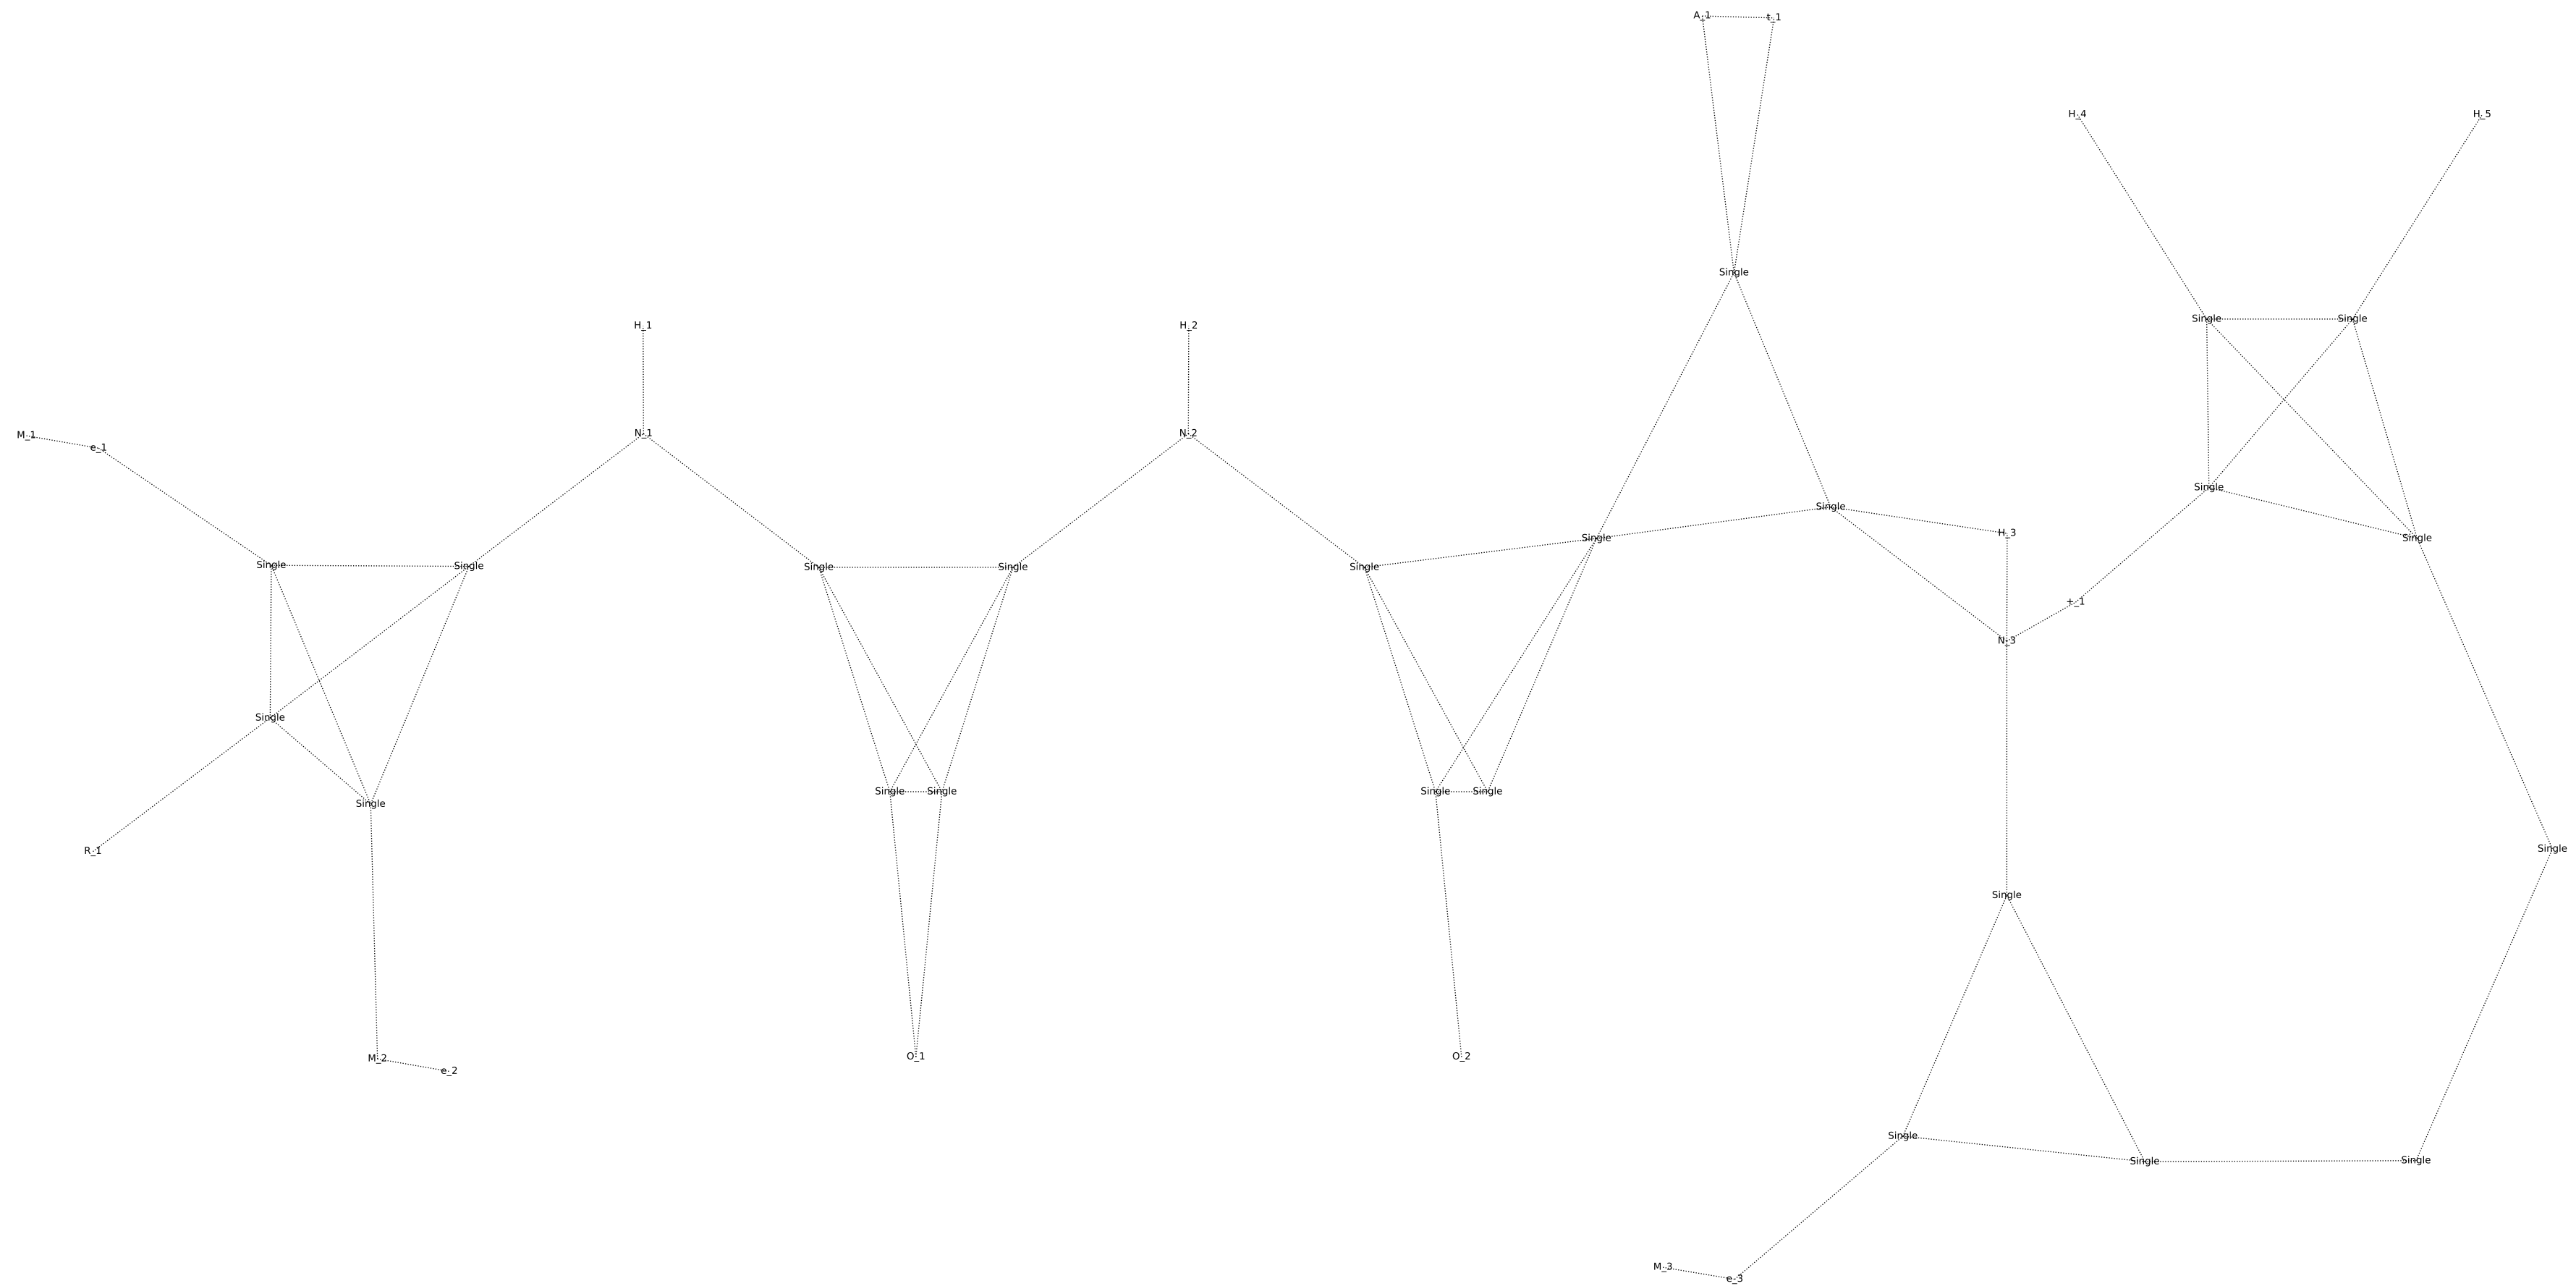 A_1 t_1
H_4 H_5
Single
Single Single
H_1 H_2
M_1 e_1 N_1 N_2
Single
Single
H_3
Single Single
Single Single Single Single Single
+_1
N_3
Single
Single Single Single Single
Single
R_1 Single
Single
M_2 e_2 O_1 O_2
Single Single Single
M_3 e_3